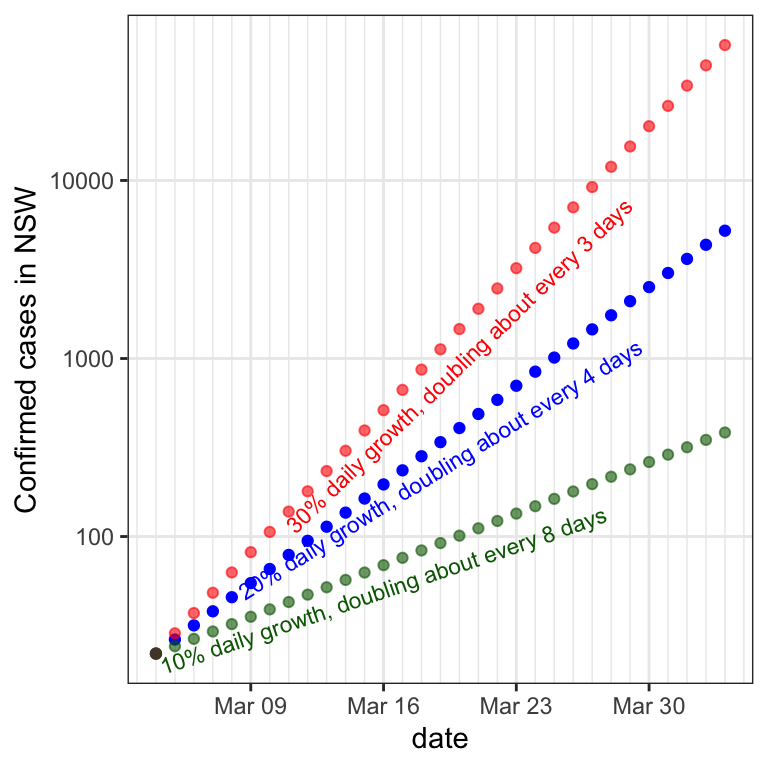 Confirmed cases in NSW
10000
1000
100
30% daily growth, doubling about every 3 days
20% daily growth, doubling about every 4 days
10% daily growth, doubling about every 8 days
Mar 09
Mar 16
Mar 23
Mar 30
date